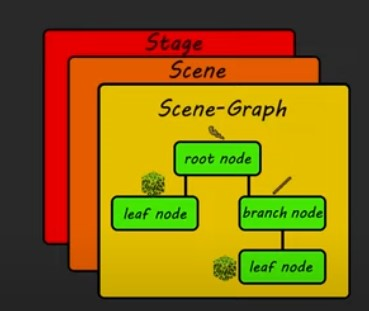 Stage
Scene
Scene-Graph
root node
leaf node
branch node
leaf node